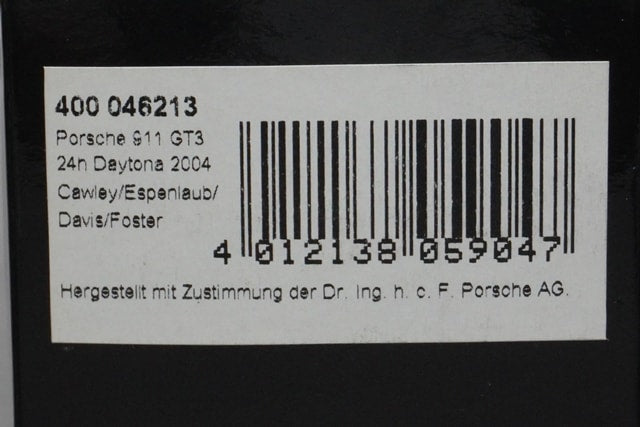 400 046213
Porsche 911 GT3
24h Daytona 2004
Cawley/Espenlaub/
Davis/Foster
4 012138 059047
Hergestellt mit Zustimmung der Dr. Ing. h. c. F. Porsche AG.